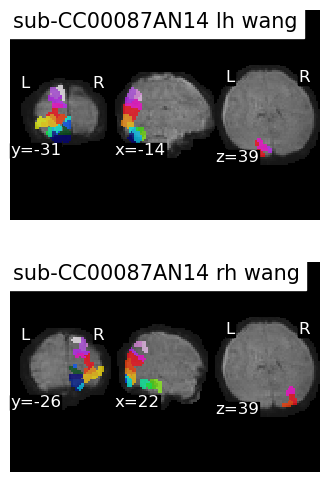 sub-CC00087AN14 lh wang
L R L R
y=-31 x=-14 z=39
sub-CC00087AN14 rh wang
L R L R
y=-26 x=22 z=39